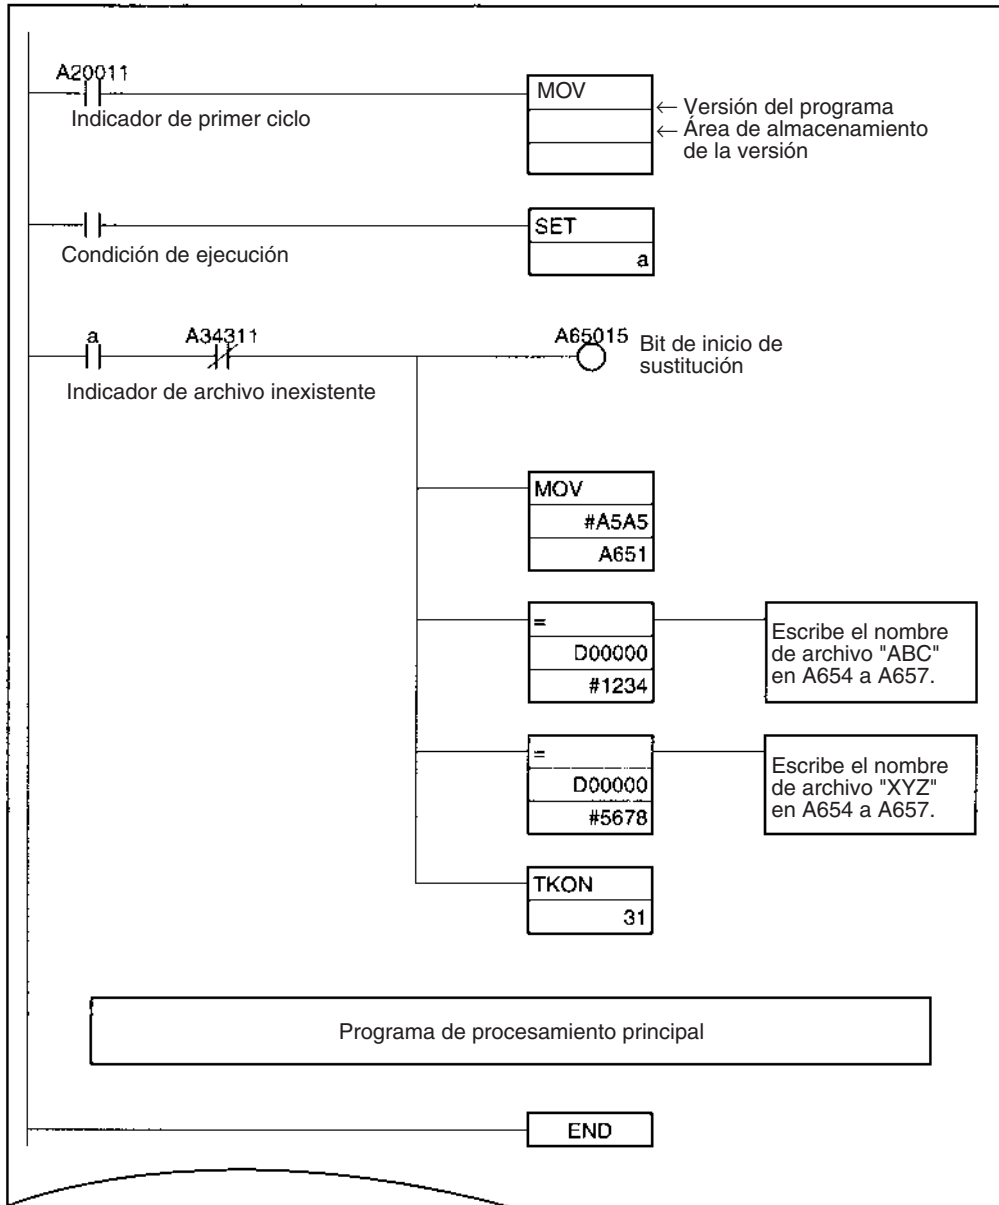 A20011
Indicador de primer ciclo
MOV
← Versión del programa
← Área de almacenamiento
de la versión
Condición de ejecución
SET
a
a
A34311
Indicador de archivo inexistente
A65015
Bit de inicio de
sustitución
MOV
#A5A5
A651
=
D00000
#1234
Escribe el nombre
de archivo "ABC"
en A654 a A657.
=
D00000
#5678
Escribe el nombre
de archivo "XYZ"
en A654 a A657.
TKON
31
Programa de procesamiento principal
END